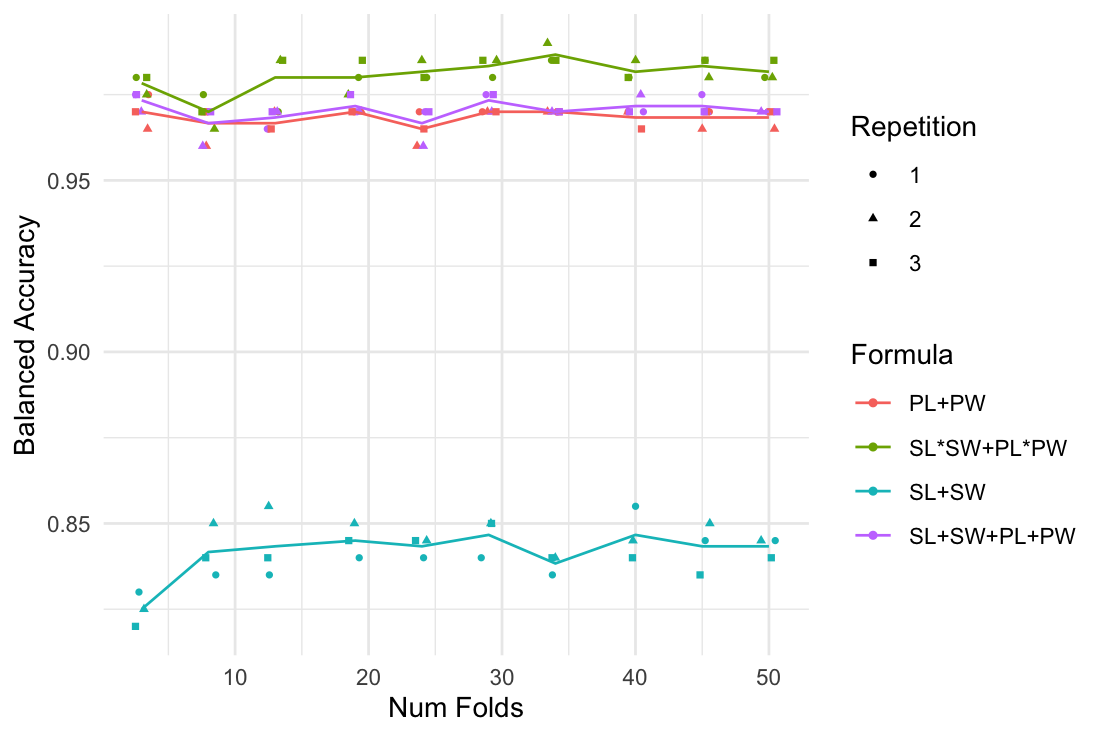 Balanced Accuracy
0.95
0.90
0.85
10 20 30 40 50
Num Folds
Repetition
1
2
3
Formula
PL+PW
SL*SW+PL*PW
SL+SW
SL+SW+PL+PW